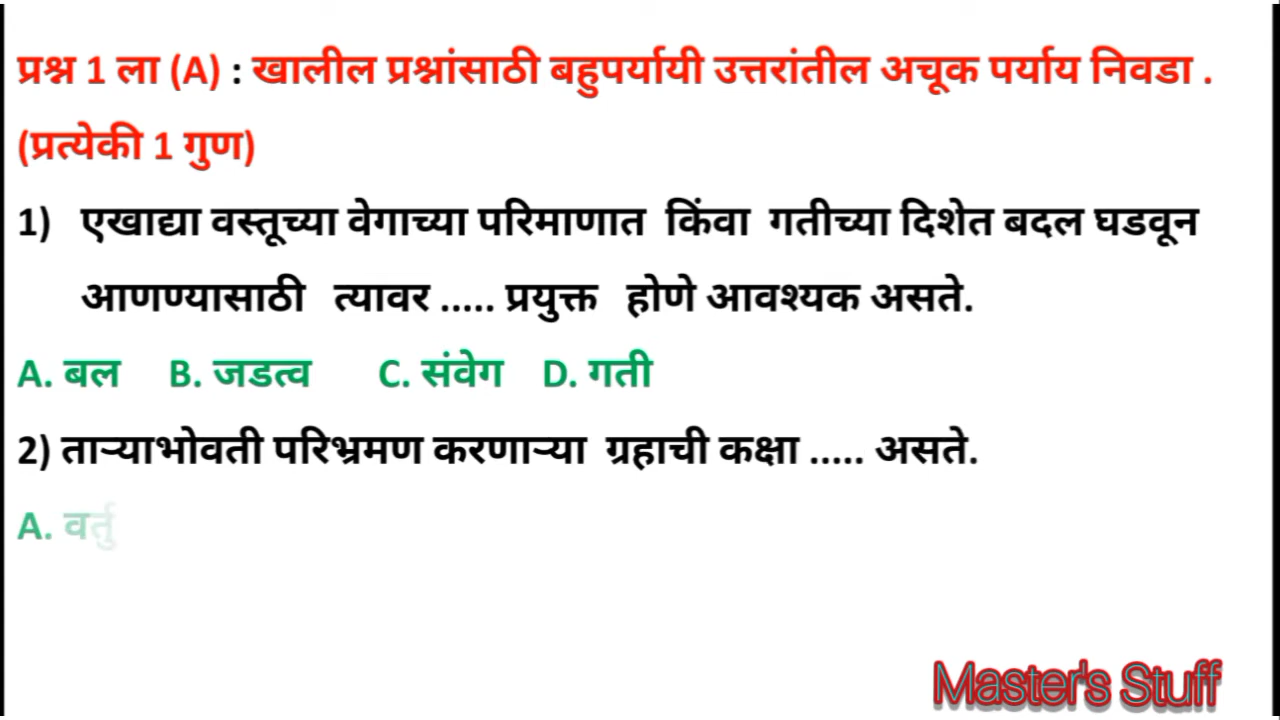 प्रश्न 1 ला (A) : खालील प्रश्नांसाठी बहुपर्यायी उत्तरांतील अचूक पर्याय निवडा .
(प्रत्येकी 1 गुण)
1) एखाद्या वस्तूच्या वेगाच्या परिमाणात किंवा गतीच्या दिशेत बदल घडवून
आणण्यासाठी त्यावर ..... प्रयुक्त होणे आवश्यक असते.
A. बल B. जडत्व C. संवेग D. गती
2) ताऱ्याभोवती परिभ्रमण करणाऱ्या ग्रहाची कक्षा ..... असते.
A. वर्तु
Master's Stuff